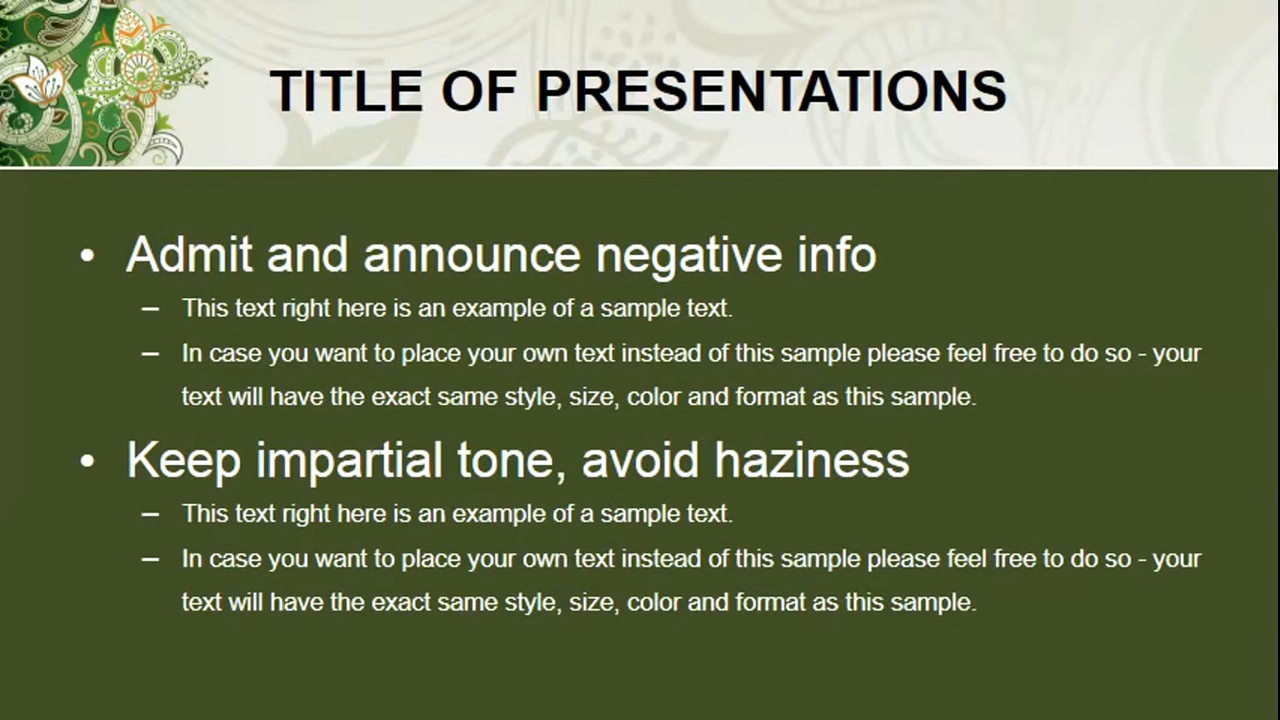 TITLE OF PRESENTATIONS
• Admit and announce negative info
– This text right here is an example of a sample text.
– In case you want to place your own text instead of this sample please feel free to do so - your
text will have the exact same style, size, color and format as this sample.
• Keep impartial tone, avoid haziness
– This text right here is an example of a sample text.
– In case you want to place your own text instead of this sample please feel free to do so - your
text will have the exact same style, size, color and format as this sample.